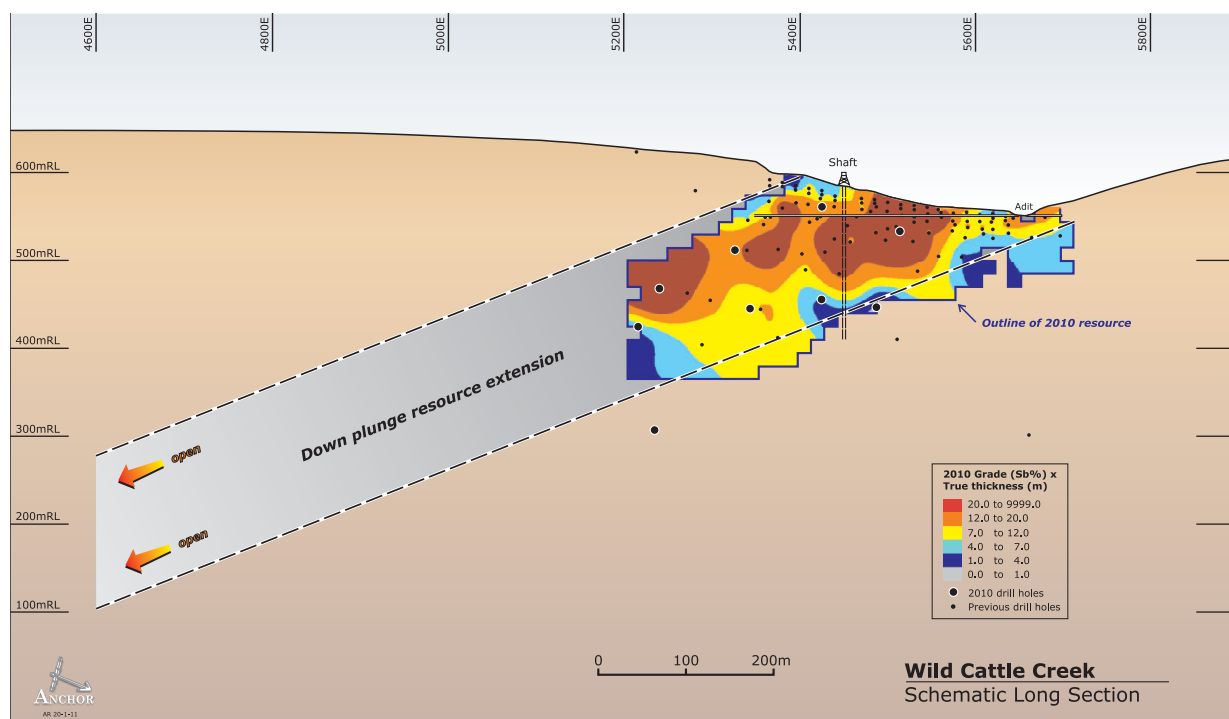 4600E
4800E
5000E
5200E
5400E
5600E
5800E
600mRL
500mRL
400mRL
300mRL
200mRL
100mRL
Shaft
Adit
Outline of 2010 resource
Down plunge resource extension
open
open
2010 Grade (Sb%) x
True thickness (m)
20.0 to 9999.0
12.0 to 20.0
7.0 to 12.0
4.0 to 7.0
1.0 to 4.0
0.0 to 1.0
2010 drill holes
Previous drill holes
0 100 200m
Wild Cattle Creek
Schematic Long Section
ANCHOR
AR 20-1-11